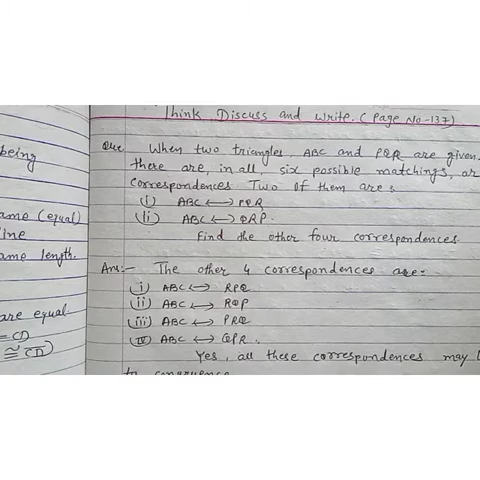 Think Discuss and Write. (Page No-137)
being
Que When two triangles, ABC and PQR are given.
there are, in all, six possible matchings, or
correspondences Two of them are:
(i) ABC ↔ PQR
ame (equal)
(ii) ABC ↔ QRP.
line
Find the other four correspondences
ame length.
Ans:- The other 4 correspondences are:
(i) ABC ↔ RPQ
(ii) ABC ↔ RQP
are equal
(iii) ABC ↔ PRQ
(iv) ABC ↔ QPR.
Yes, all these correspondences may
to congruence